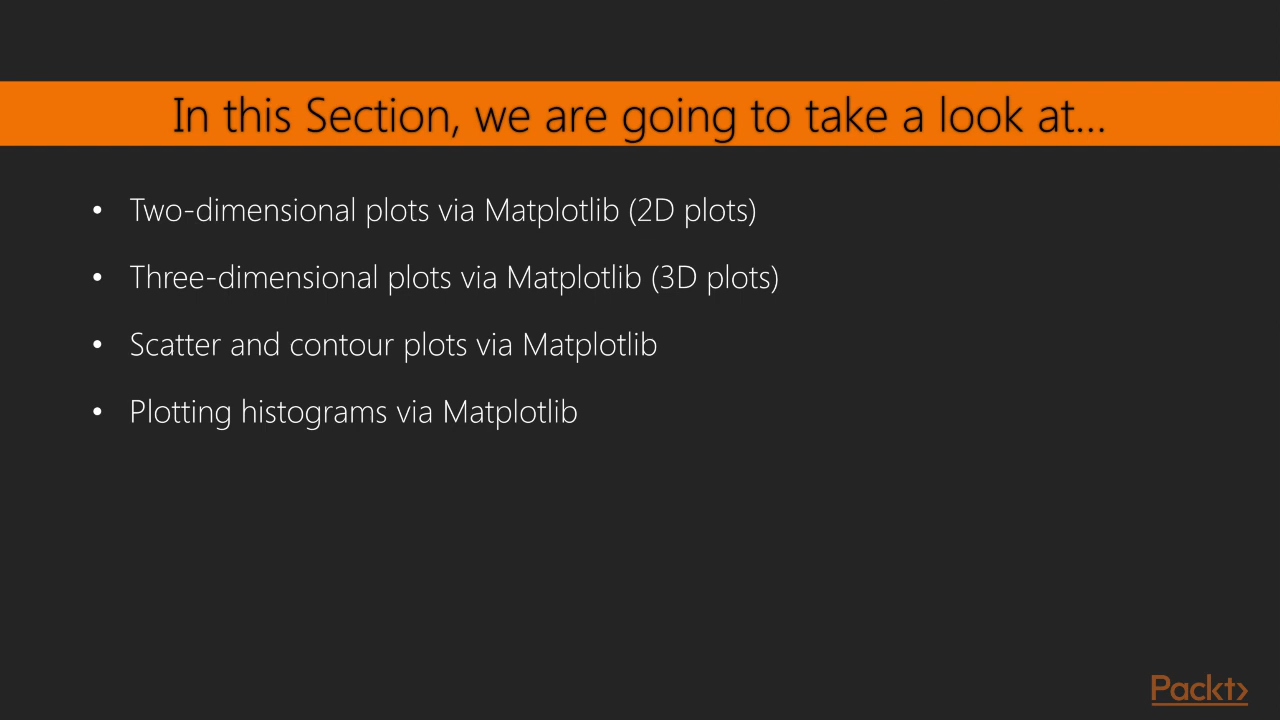 In this Section, we are going to take a look at...
• Two-dimensional plots via Matplotlib (2D plots)
• Three-dimensional plots via Matplotlib (3D plots)
• Scatter and contour plots via Matplotlib
• Plotting histograms via Matplotlib
Packt>